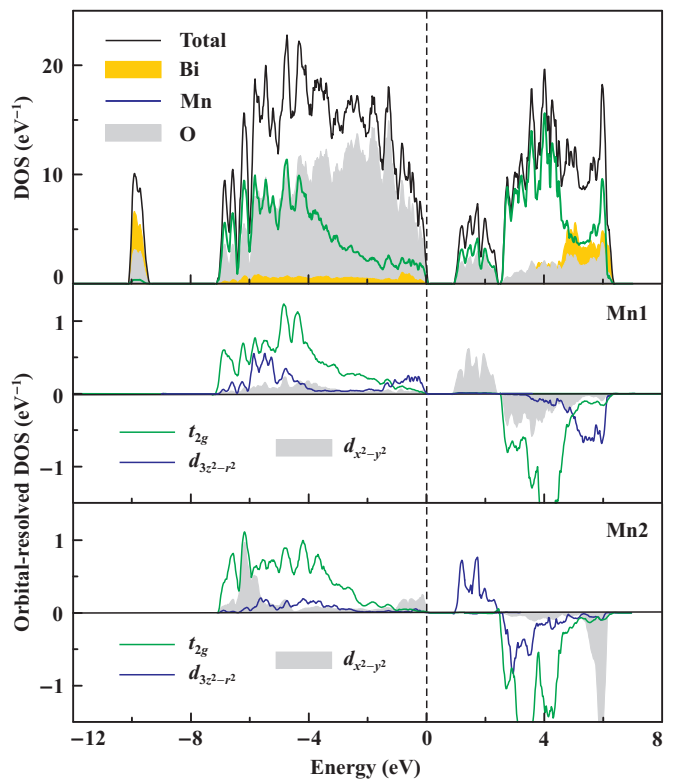 Total
Bi
Mn
O
DOS (eV⁻¹)
20
10
0
Mn1
1
0
−1
t₂g
d₃z²₋r²
dx²₋y²
Orbital-resolved DOS (eV⁻¹)
Mn2
1
0
−1
t₂g
d₃z²₋r²
dx²₋y²
−12 −8 −4 0 4 8
Energy (eV)